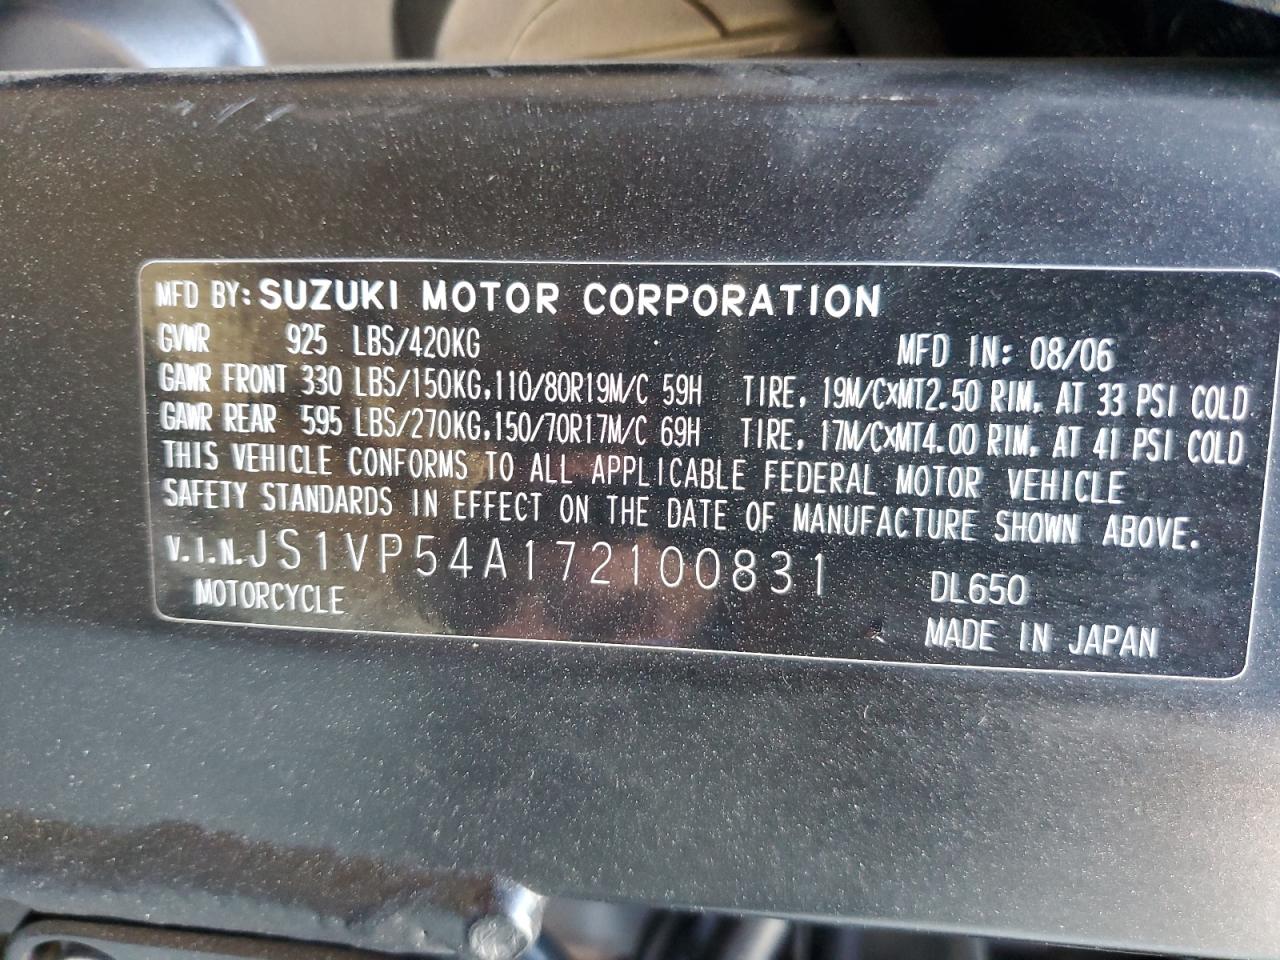 MFD BY: SUZUKI MOTOR CORPORATION
GVWR 925 LBS/420KG MFD IN: 08/06
GAWR FRONT 330 LBS/150KG, 110/80R19M/C 59H TIRE, 19M/C×MT2.50 RIM, AT 33 PSI COLD
GAWR REAR 595 LBS/270KG, 150/70R17M/C 69H TIRE, 17M/C×MT4.00 RIM, AT 41 PSI COLD
THIS VEHICLE CONFORMS TO ALL APPLICABLE FEDERAL MOTOR VEHICLE
SAFETY STANDARDS IN EFFECT ON THE DATE OF MANUFACTURE SHOWN ABOVE.
V.I.N. JS1VP54A172100831 DL650
MOTORCYCLE MADE IN JAPAN